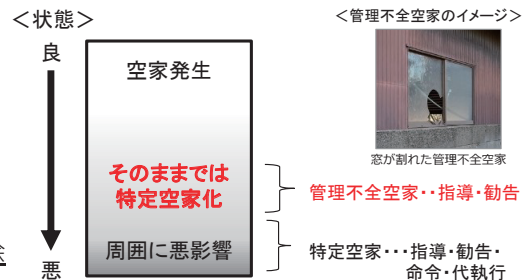 ＜状態＞
良
悪
空家発生
そのままでは
特定空家化
周囲に悪影響
＜管理不全空家のイメージ＞
窓が割れた管理不全空家
管理不全空家‥指導・勧告
特定空家・・・指導・勧告・
命令・代執行